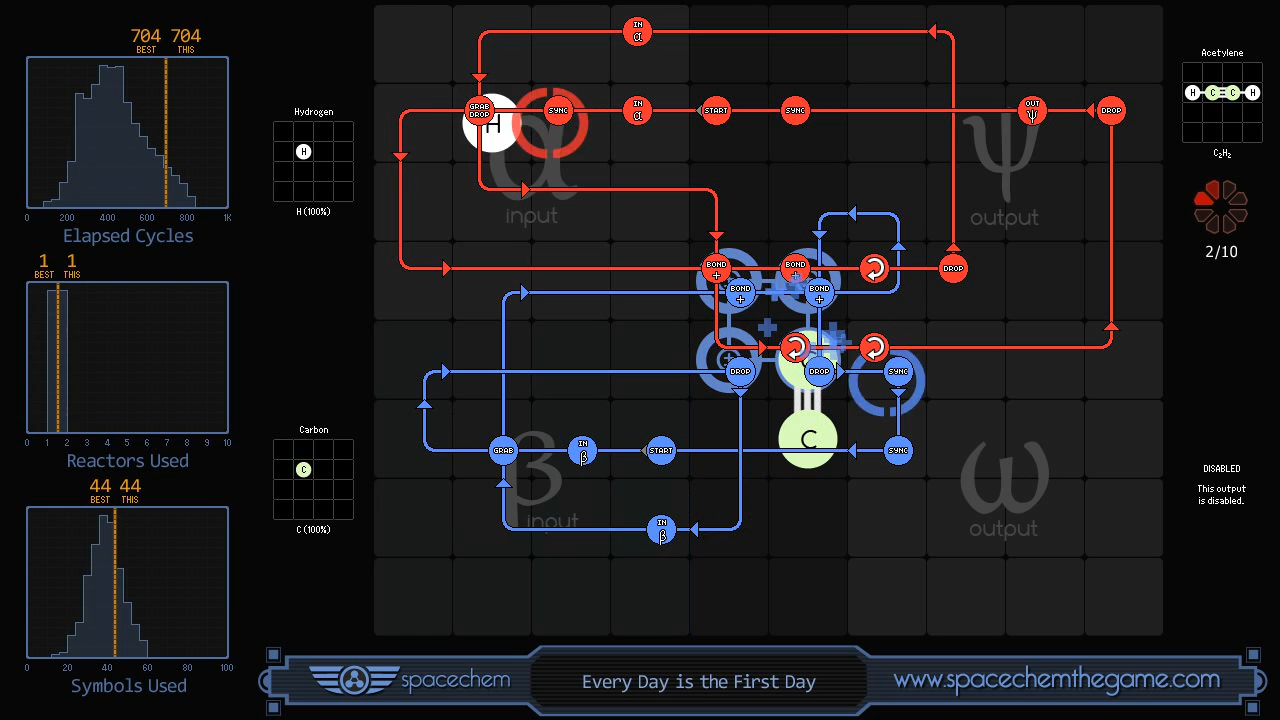 704 704
BEST THIS
0 200 400 600 800 1K
Elapsed Cycles
1 1
BEST THIS
0 1 2 3 4 5 6 7 8 9 10
Reactors Used
44 44
BEST THIS
0 20 40 60 80 100
Symbols Used
Hydrogen
H
H (100%)
Carbon
C
C (100%)
IN
α
GRAB
DROP
H
SYNC
IN
α
START
SYNC
OUT
Ψ
DROP
α
input
ψ
output
BOND
+
BOND
+
DROP
BOND
+
BOND
+
DROP
DROP
SYNC
GRAB
IN
β
START
C
SYNC
β
input
IN
β
ω
output
Acetylene
H C C H
C₂H₂
2/10
DISABLED
This output
is disabled.
spacechem
Every Day is the First Day
www.spacechemthegame.com